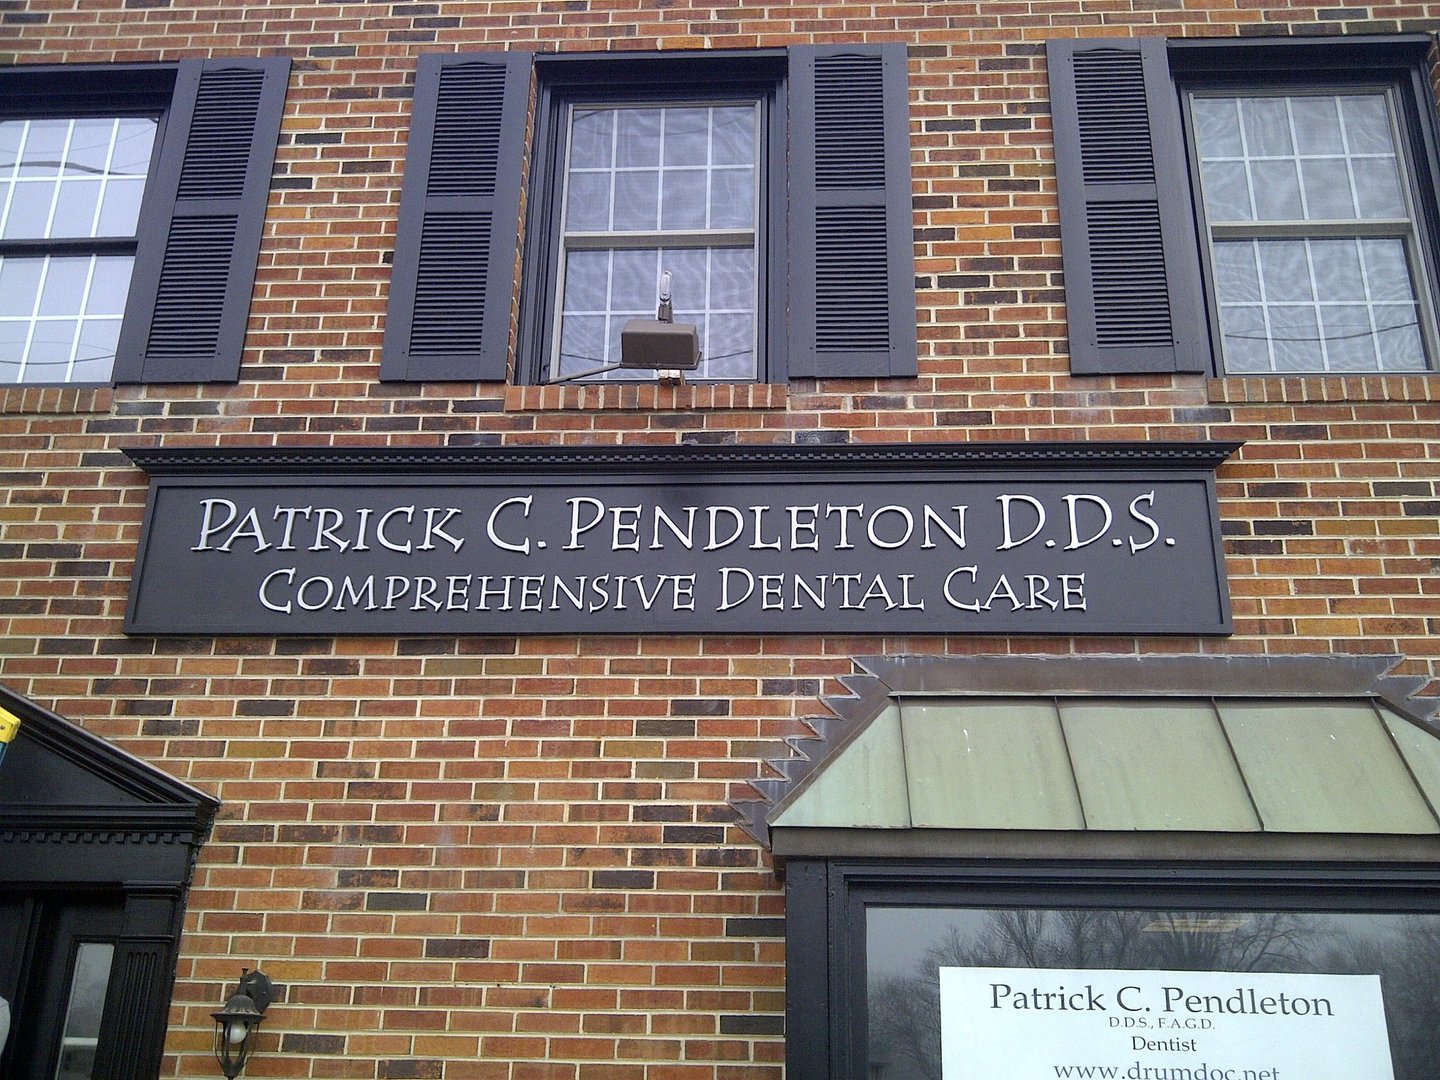 Patrick C. Pendleton D.D.S.
Comprehensive Dental Care
Patrick C. Pendleton
D.D.S., F.A.G.D.
Dentist
www.drumdoc.net